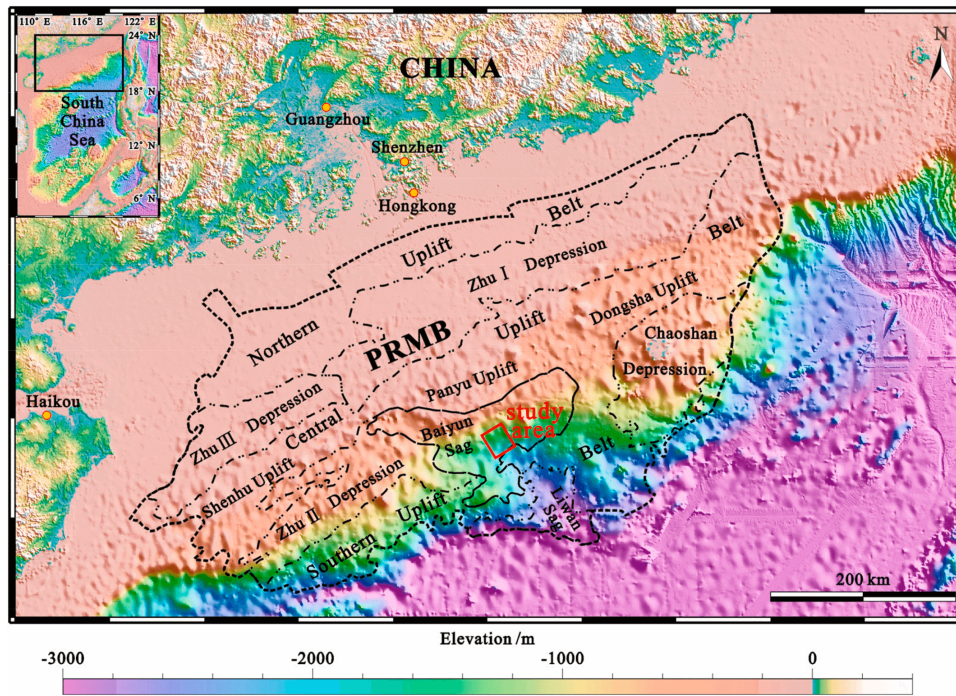 110°E 116°E 122°E
24°N
18°N
12°N
6°N
South
China
Sea
N
CHINA
Guangzhou
Shenzhen
Hongkong
Haikou
Northern Uplift Belt
Zhu I Depression
PRMB
Central Uplift Belt
Dongsha Uplift
Chaoshan
Depression
Panyu Uplift
Zhu III Depression
Baiyun
Sag
study
area
Shenhu Uplift
Zhu II Depression
Southern Uplift Belt
Liwan
Sag
200 km
Elevation /m
-3000 -2000 -1000 0